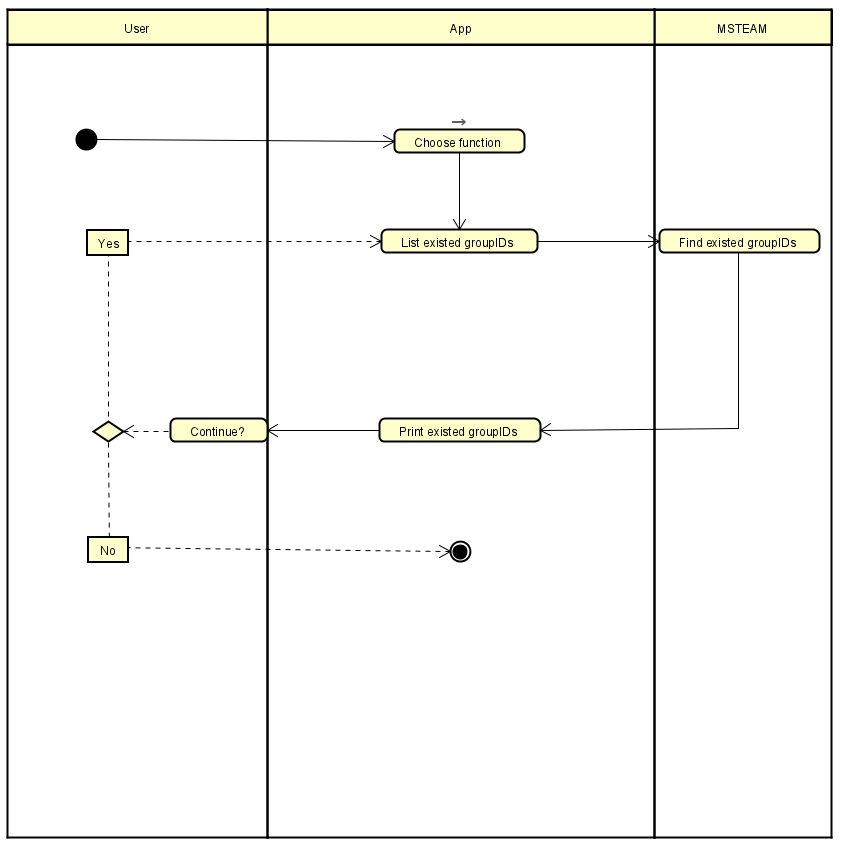 User
App
MSTEAM
Choose function
Yes
List existed groupIDs
Find existed groupIDs
Continue?
Print existed groupIDs
No